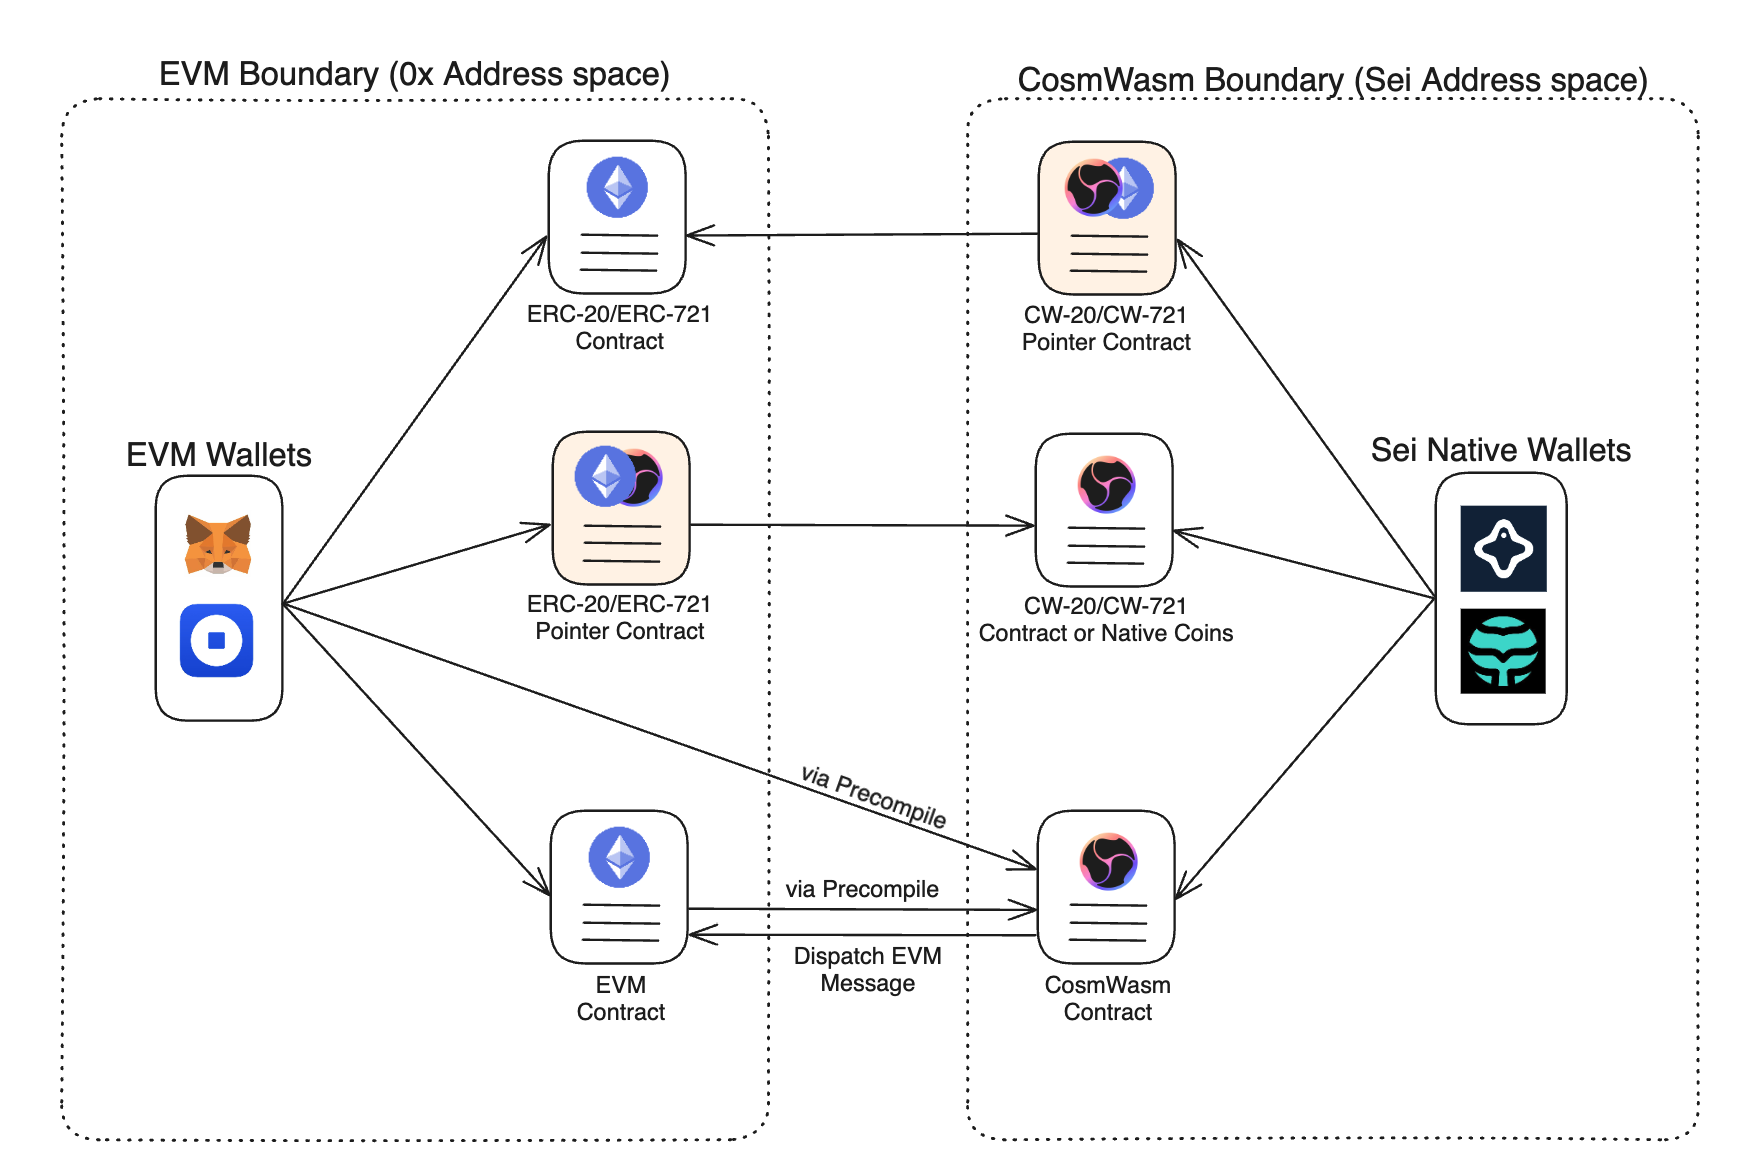 EVM Boundary (0x Address space)
CosmWasm Boundary (Sei Address space)
ERC-20/ERC-721
Contract
CW-20/CW-721
Pointer Contract
EVM Wallets
Sei Native Wallets
ERC-20/ERC-721
Pointer Contract
CW-20/CW-721
Contract or Native Coins
via Precompile
via Precompile
Dispatch EVM
Message
EVM
Contract
CosmWasm
Contract